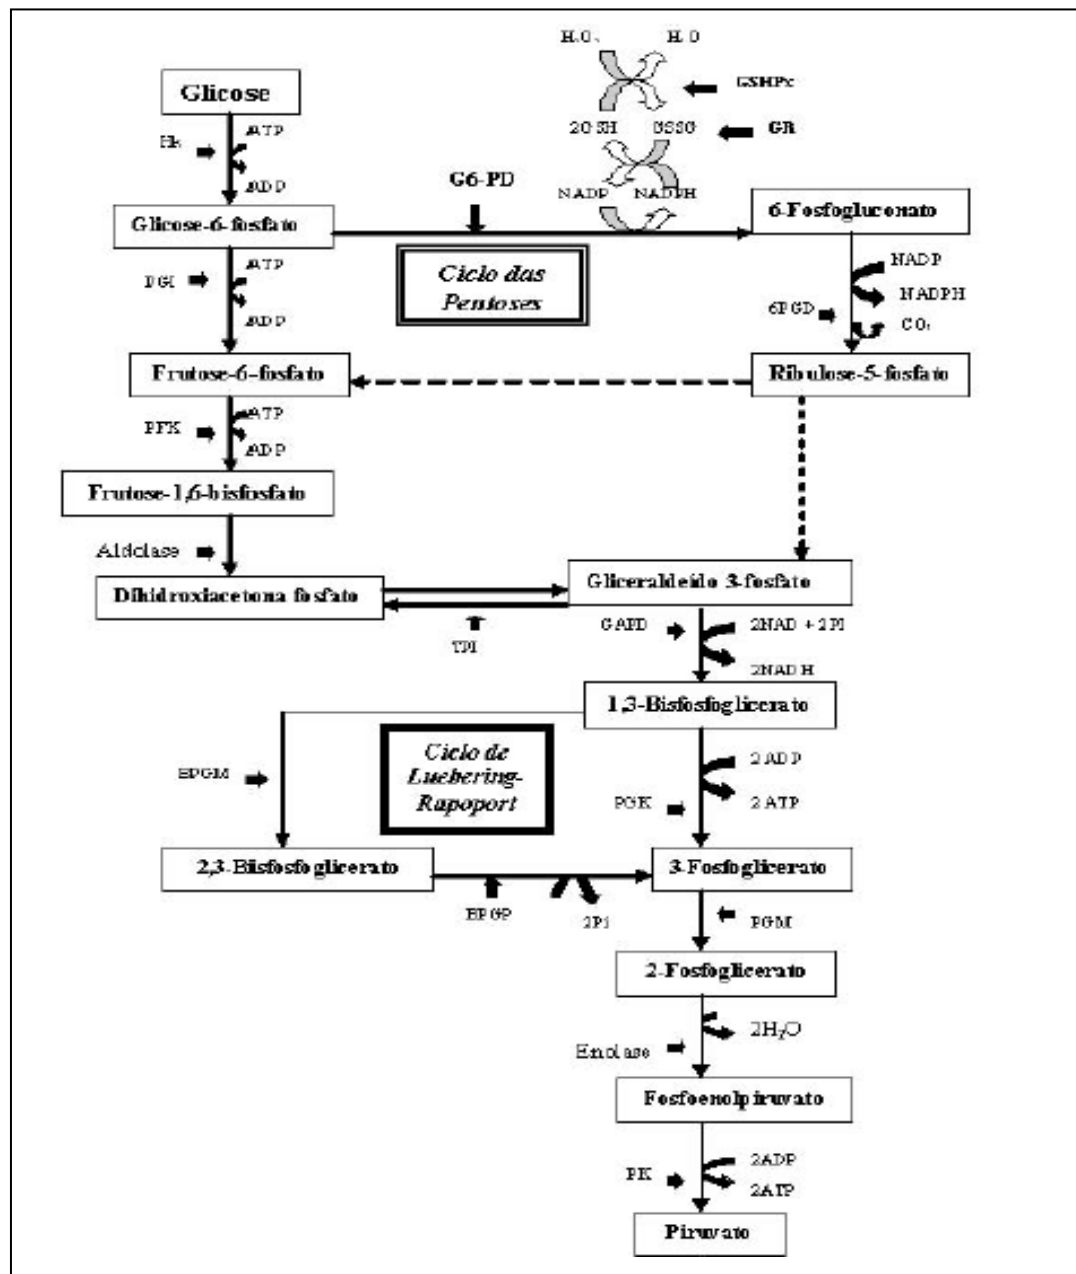 H₂O₂
H₂O
Glicose
GSHPx
ATP
Hk
2GSH
GSSG
GR
ADP
G6-PD
NADP
NADPH
6-Fosfogluconato
Glicose-6-fosfato
ATP
PGI
ADP
Ciclo das
Pentoses
NADP
NADPH
6PGD
CO₂
Frutose-6-fosfato
Ribulose-5-fosfato
ATP
PFK
ADP
Frutose-1,6-bisfosfato
Aldolase
Dihidroxiacetona fosfato
Gliceraldeído 3-fosfato
TPI
GAPD
2NAD + 2PI
2NADH
1,3-Bisfosfoglicerato
Ciclo de
Luebering-
Rapoport
BPGM
2 ADP
PGK
2 ATP
2,3-Biisfosfoglicerato
3-Fosfoglicerato
BPGP
2Pi
PGM
2-Fosfoglicerato
2H₂O
Enolase
Fosfoenolpiruvato
2ADP
PK
2ATP
Piruvato